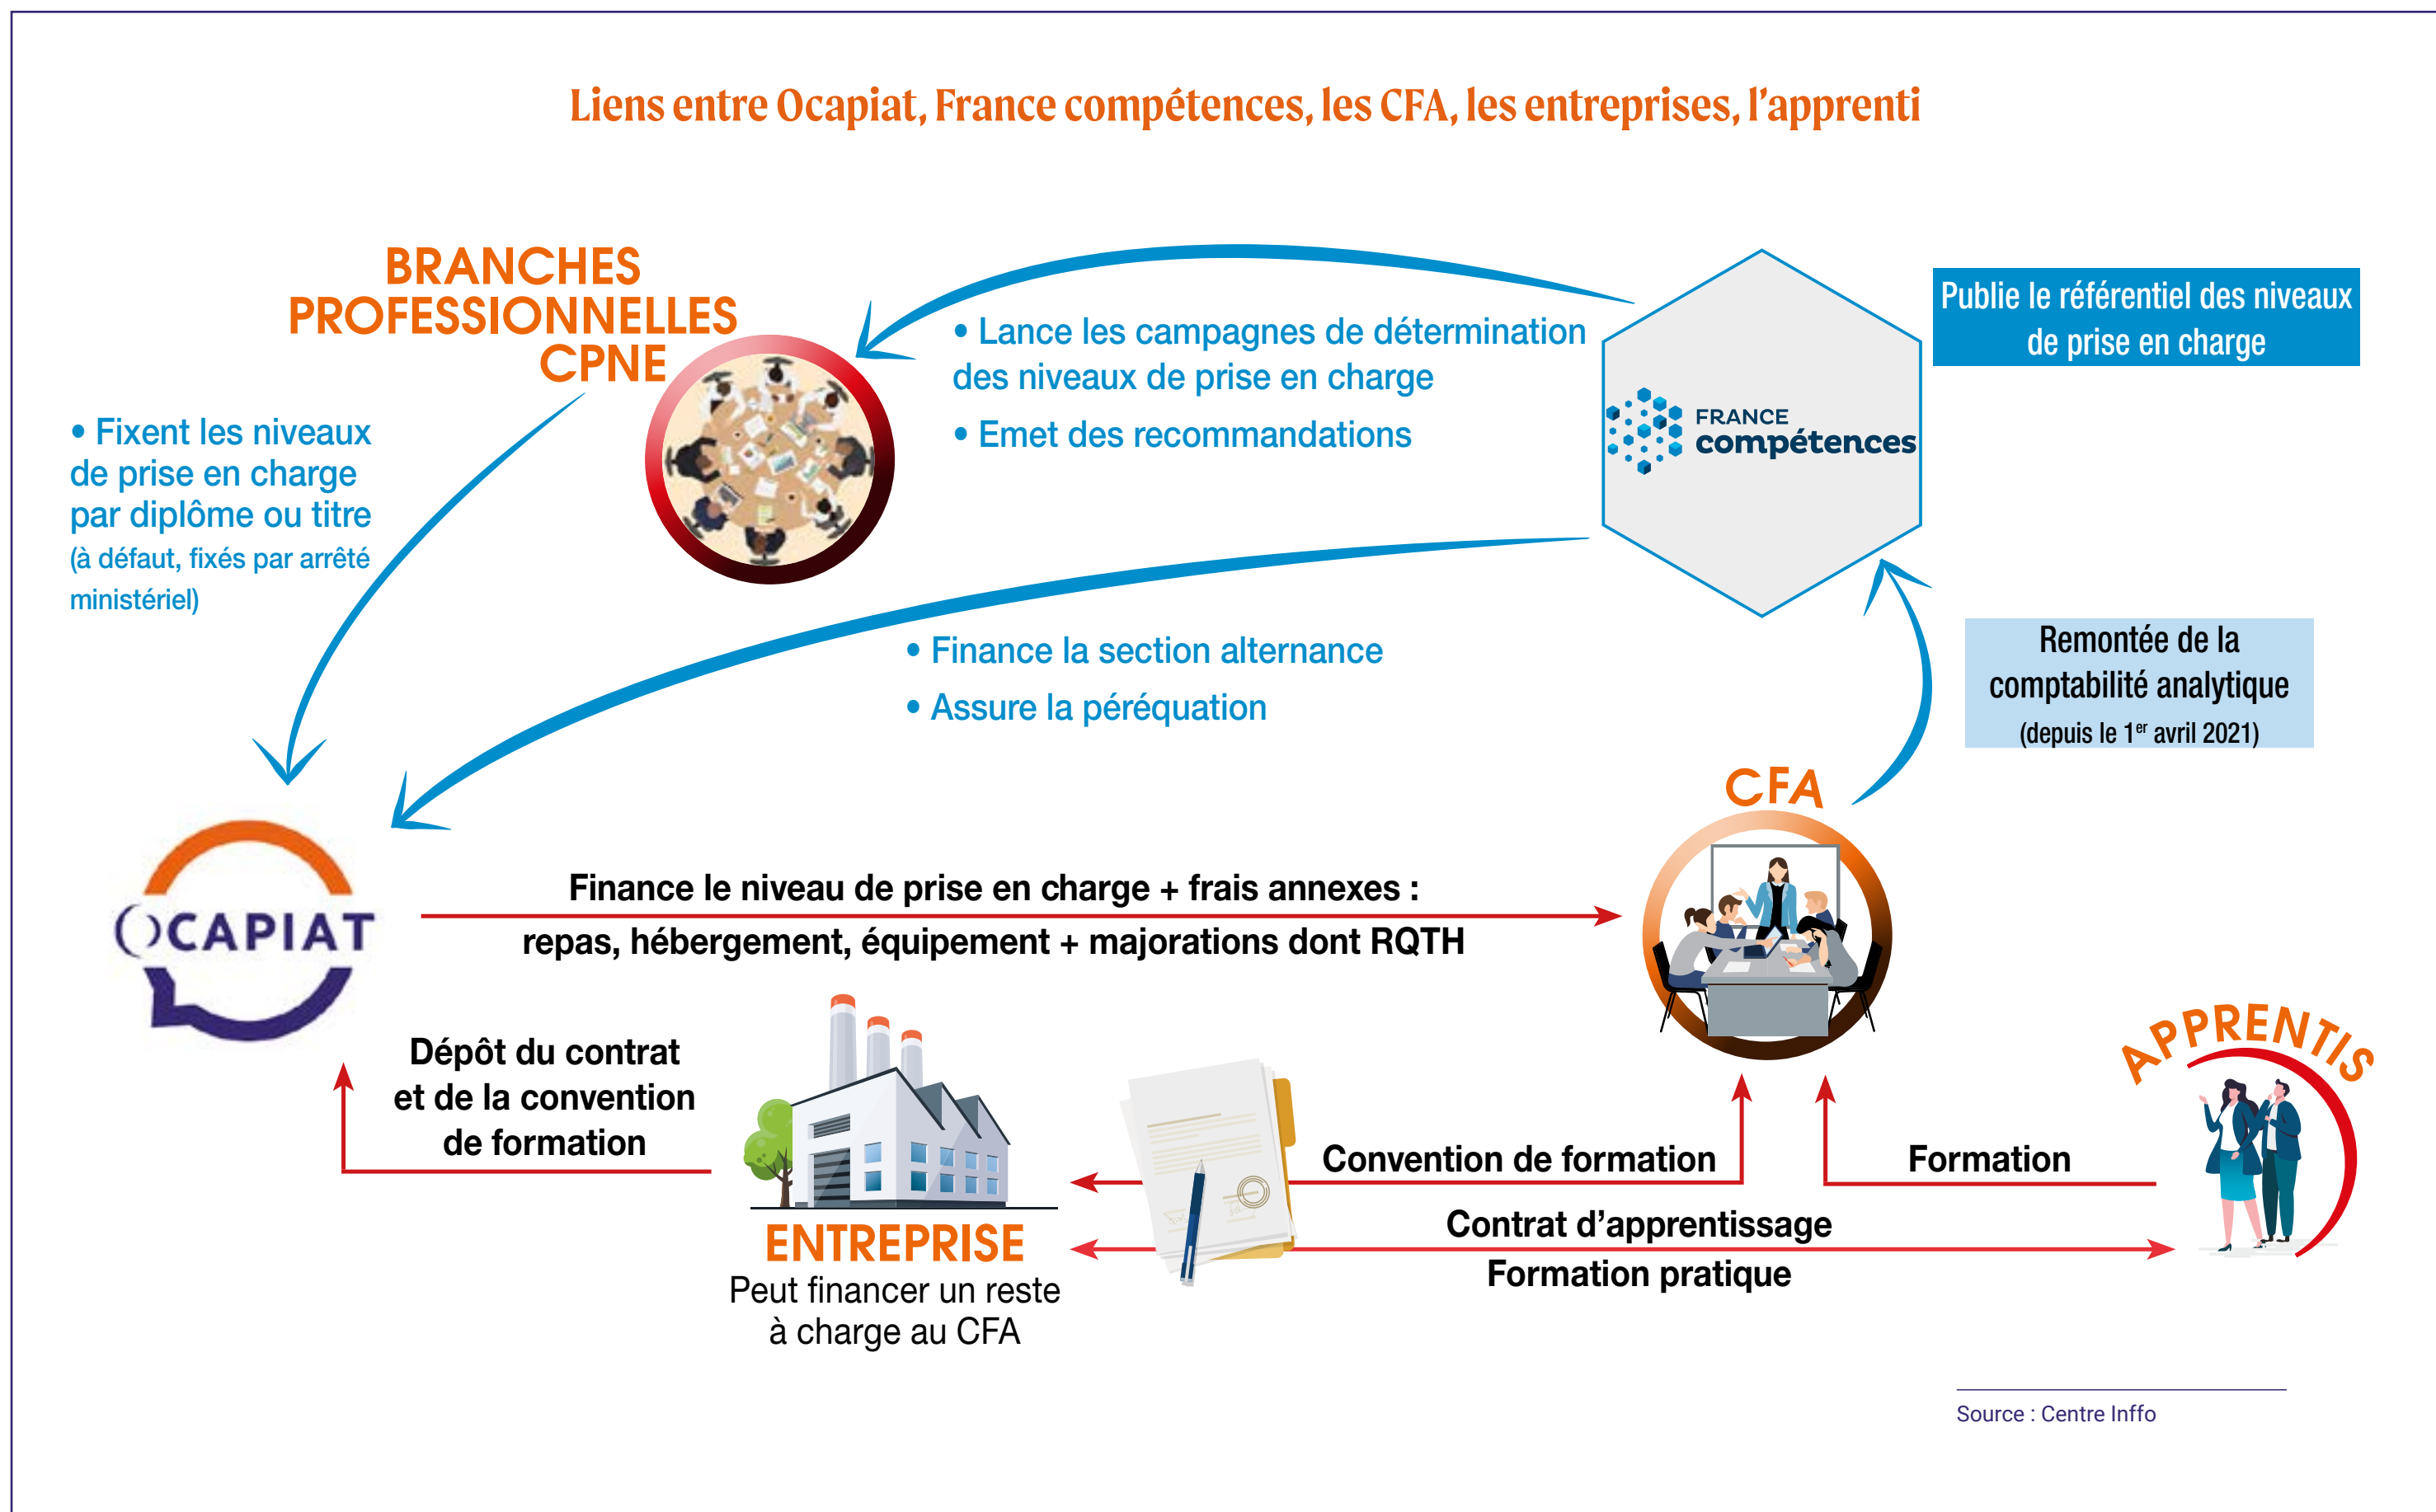 Liens entre Ocapiat, France compétences, les CFA, les entreprises, l'apprenti
BRANCHES
PROFESSIONNELLES
CPNE
• Fixent les niveaux
de prise en charge
par diplôme ou titre
(à défaut, fixés par arrêté
ministériel)
• Lance les campagnes de détermination
des niveaux de prise en charge
• Emet des recommandations
FRANCE
compétences
Publie le référentiel des niveaux
de prise en charge
• Finance la section alternance
• Assure la péréquation
Remontée de la
comptabilité analytique
(depuis le 1er avril 2021)
CFA
OCAPIAT
Finance le niveau de prise en charge + frais annexes :
repas, hébergement, équipement + majorations dont RQTH
Dépôt du contrat
et de la convention
de formation
ENTREPRISE
Peut financer un reste
à charge au CFA
Convention de formation
Formation
APPRENTIS
Contrat d'apprentissage
Formation pratique
Source : Centre Inffo